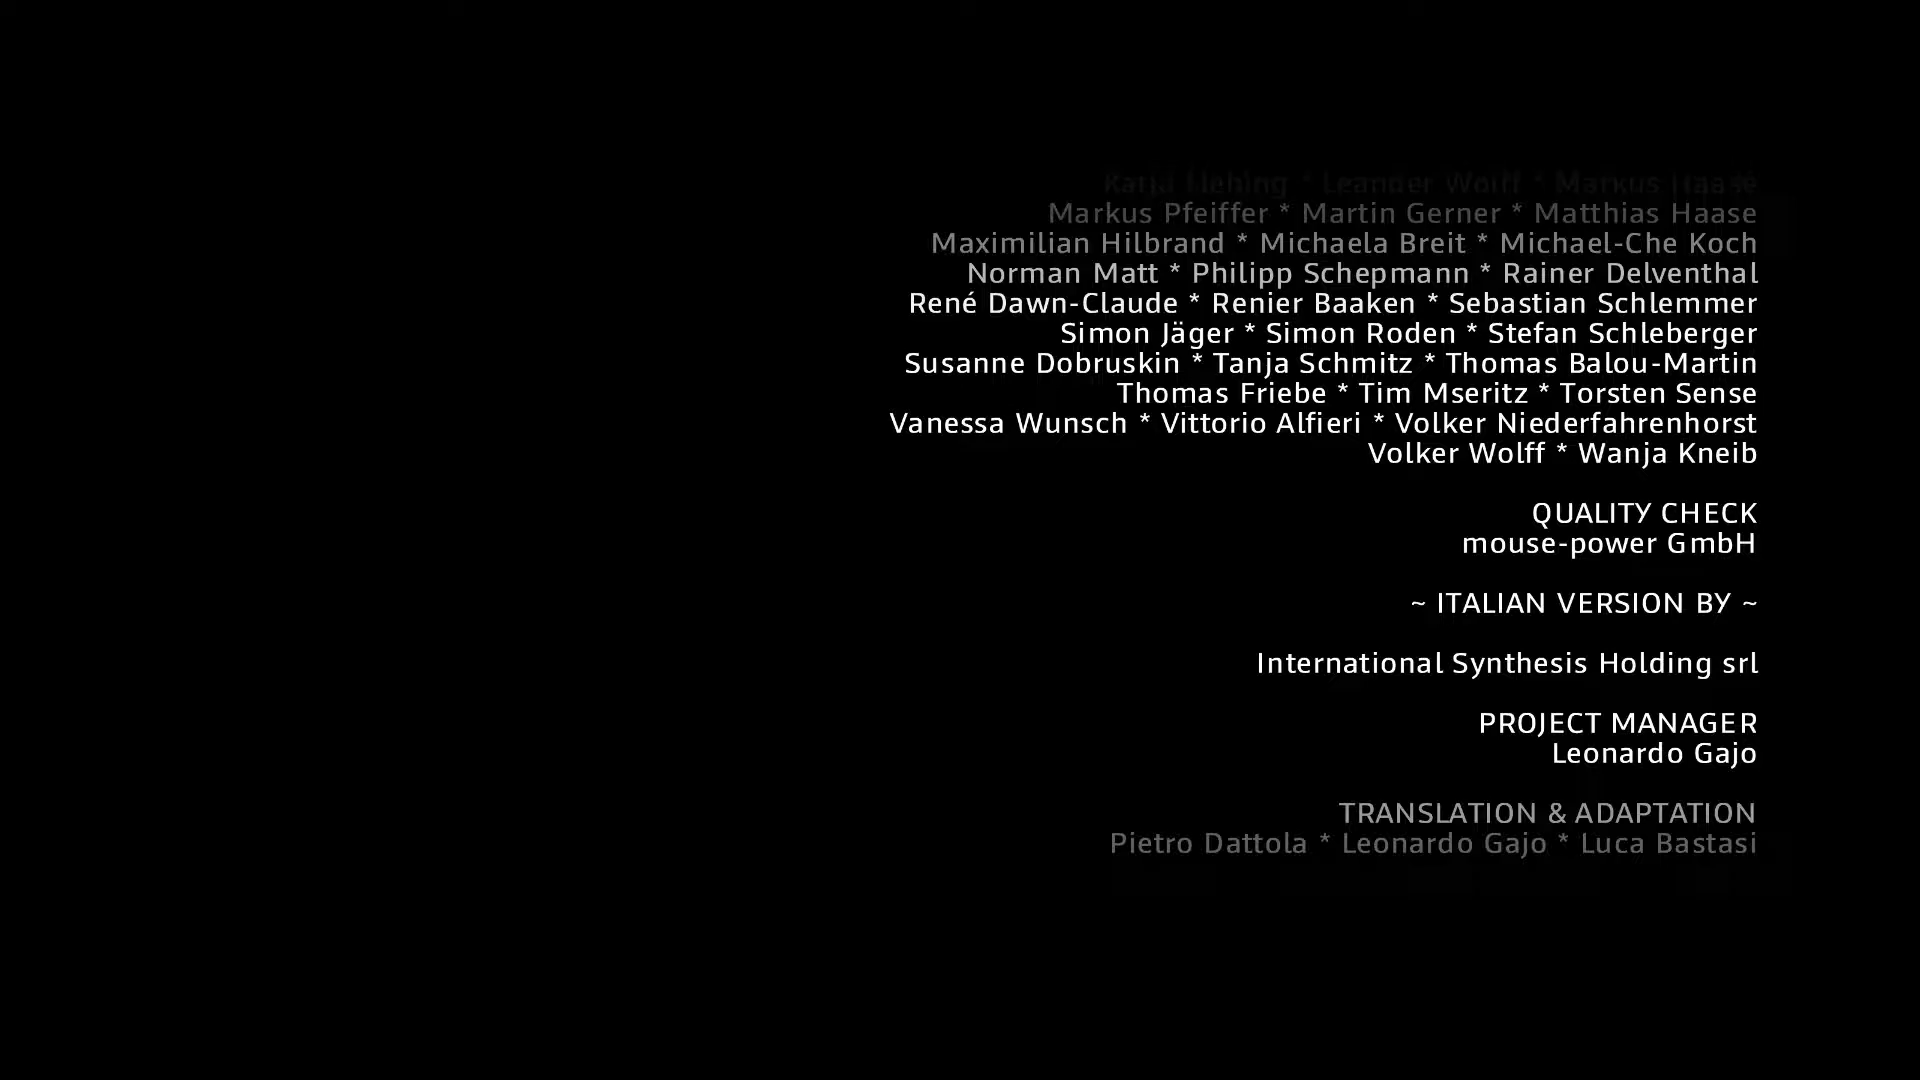 Leander Wolff * Markus Haase
Markus Pfeiffer * Martin Gerner * Matthias Haase
Maximilian Hilbrand * Michaela Breit * Michael-Che Koch
Norman Matt * Philipp Schepmann * Rainer Delventhal
René Dawn-Claude * Renier Baaken * Sebastian Schlemmer
Simon Jäger * Simon Roden * Stefan Schleberger
Susanne Dobruskin * Tanja Schmitz * Thomas Balou-Martin
Thomas Friebe * Tim Mseritz * Torsten Sense
Vanessa Wunsch * Vittorio Alfieri * Volker Niederfahrenhorst
Volker Wolff * Wanja Kneib
QUALITY CHECK
mouse-power GmbH
~ ITALIAN VERSION BY ~
International Synthesis Holding srl
PROJECT MANAGER
Leonardo Gajo
TRANSLATION & ADAPTATION
Pietro Dattola * Leonardo Gajo * Luca Bastasi